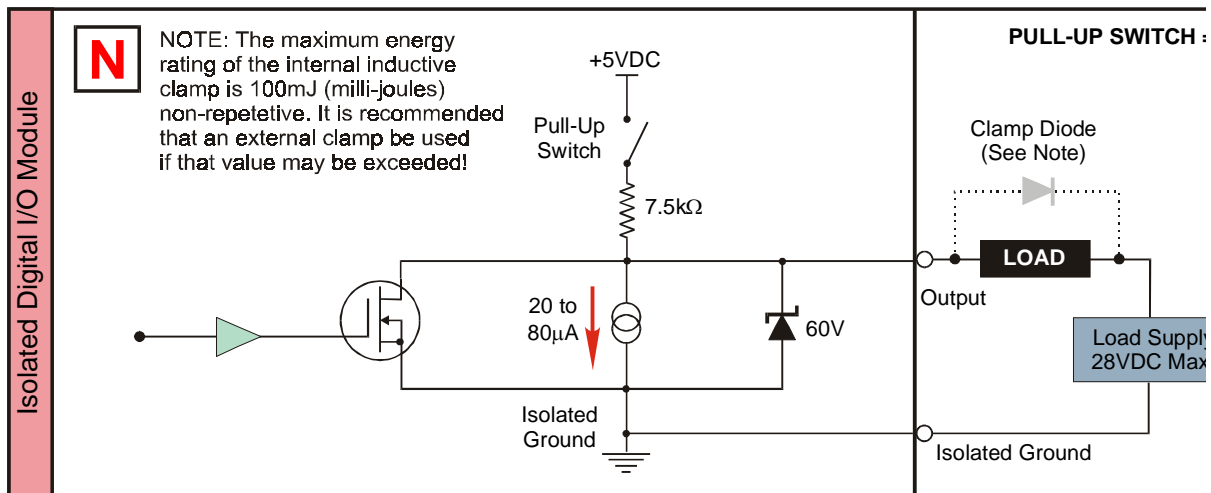 Isolated Digital I/O Module
N
NOTE: The maximum energy
rating of the internal inductive
clamp is 100mJ (milli-joules)
non-repetetive. It is recommended
that an external clamp be used
if that value may be exceeded!
+5VDC
Pull-Up
Switch
7.5kΩ
20 to
80µA
60V
Isolated
Ground
PULL-UP SWITCH =
Clamp Diode
(See Note)
LOAD
Output
Load Supply
28VDC Max
Isolated Ground